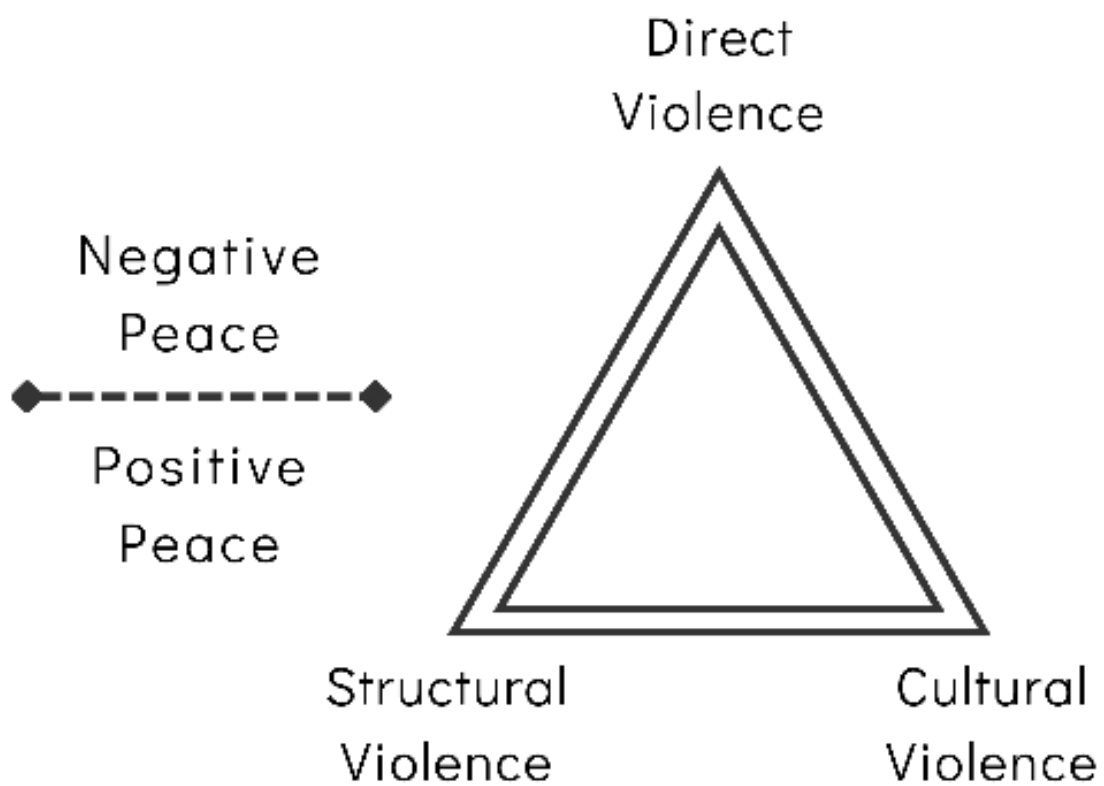 Direct
Violence
Negative
Peace
Positive
Peace
Structural
Violence
Cultural
Violence